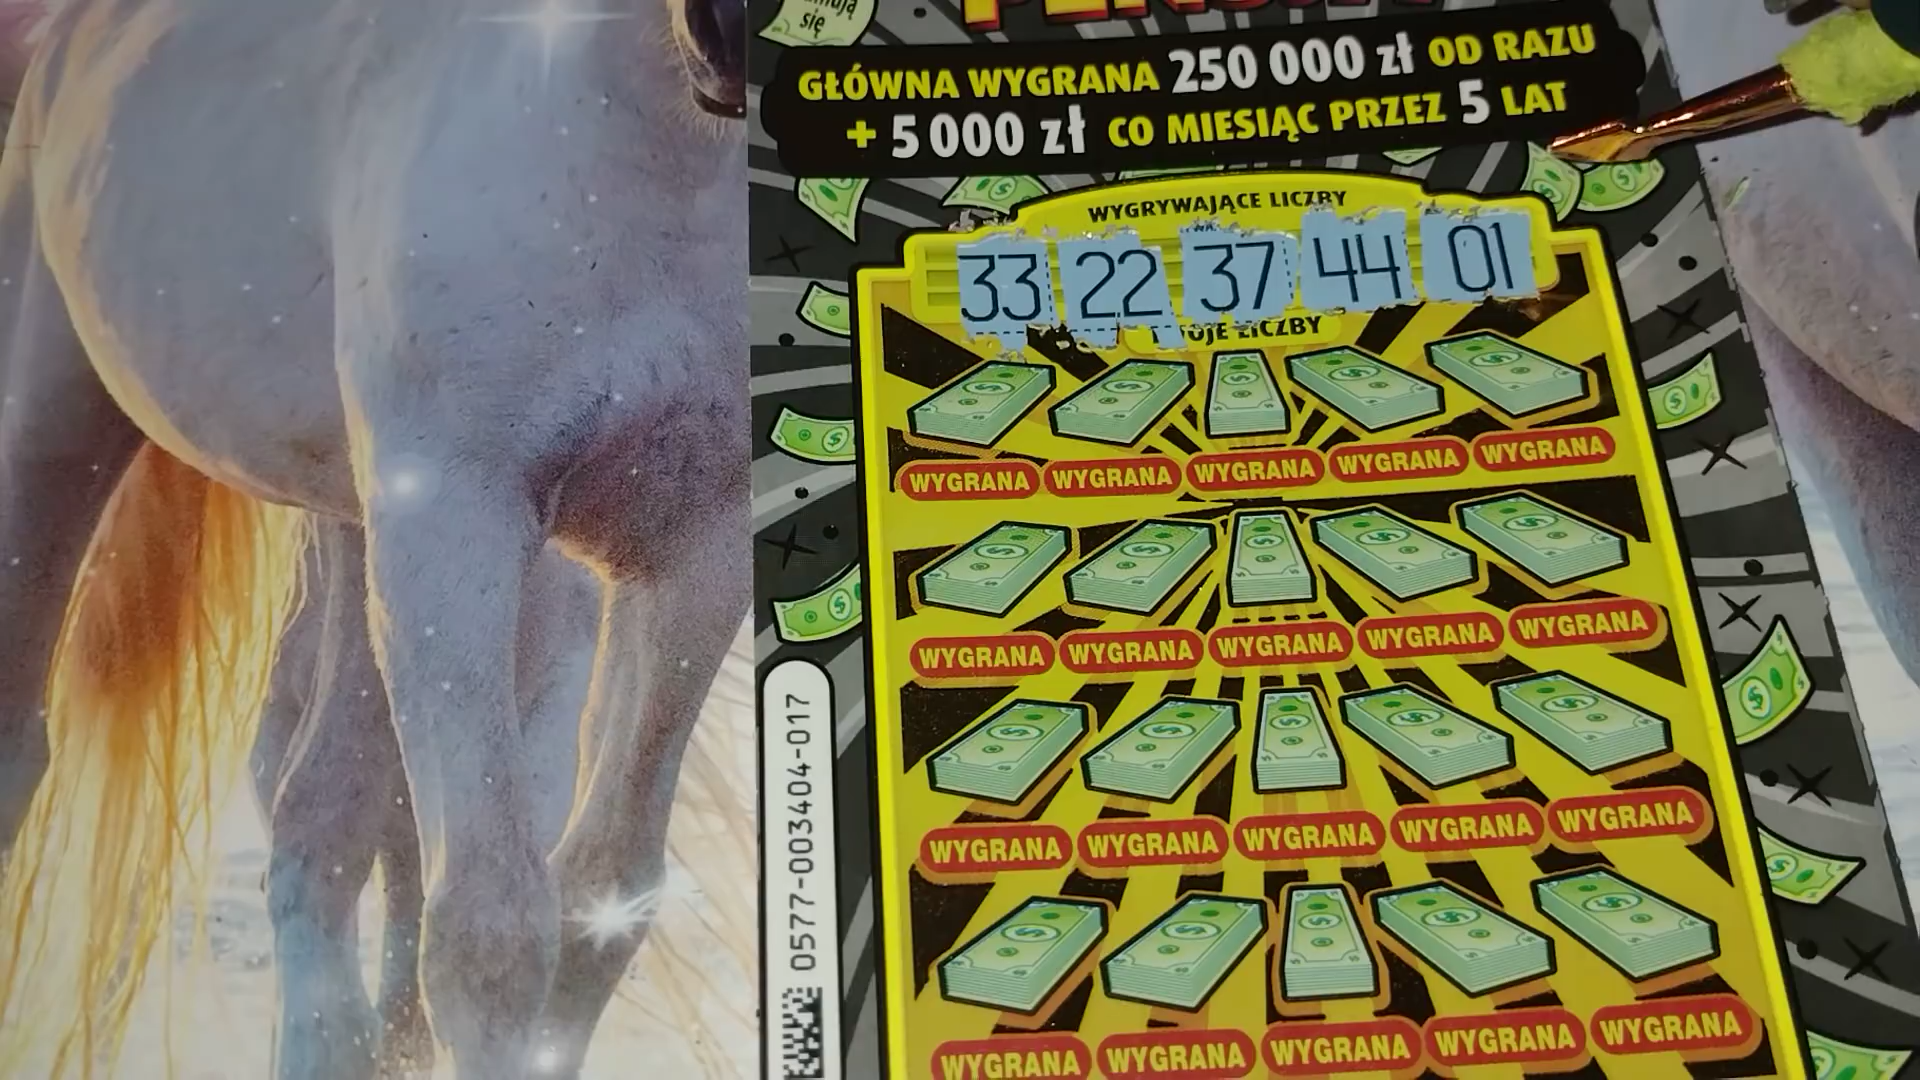 się
GŁÓWNA WYGRANA 250 000 zł OD RAZU
+ 5 000 zł CO MIESIĄC PRZEZ 5 LAT
WYGRYWAJĄCE LICZBY
33 22 37 44 01
TWOJE LICZBY
WYGRANA WYGRANA WYGRANA WYGRANA WYGRANA
WYGRANA WYGRANA WYGRANA WYGRANA WYGRANA
WYGRANA WYGRANA WYGRANA WYGRANA WYGRANA
WYGRANA WYGRANA WYGRANA WYGRANA WYGRANA
0577-003404-017